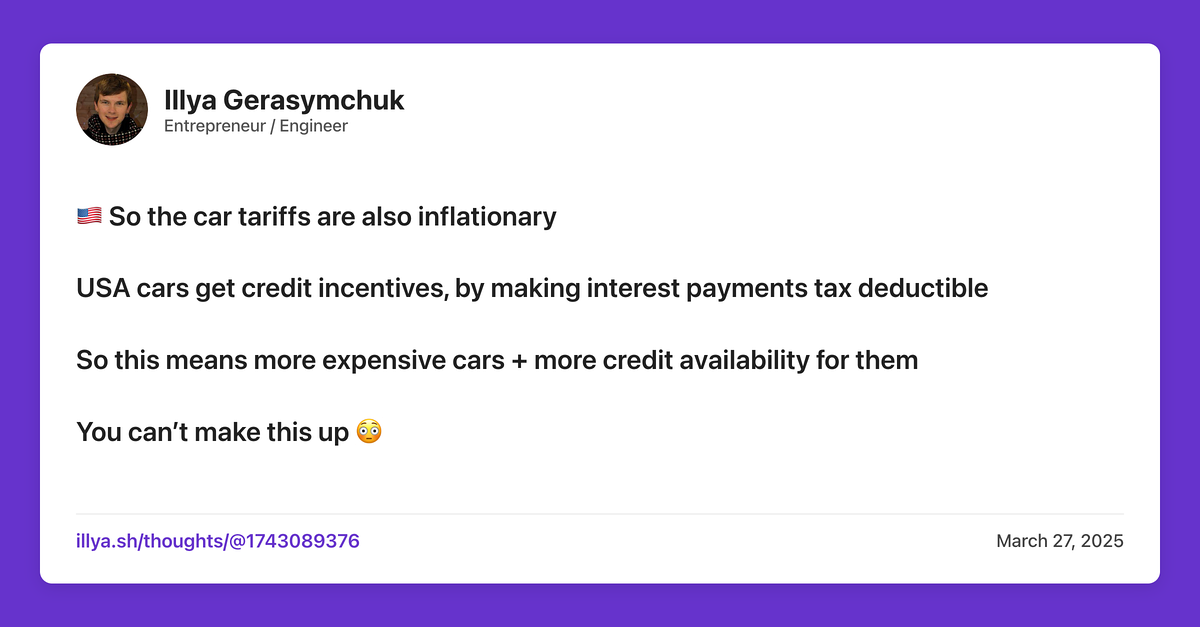 Illya Gerasymchuk
Entrepreneur / Engineer
🇺🇸 So the car tariffs are also inflationary
USA cars get credit incentives, by making interest payments tax deductible
So this means more expensive cars + more credit availability for them
You can’t make this up 😳
illya.sh/thoughts/@1743089376
March 27, 2025